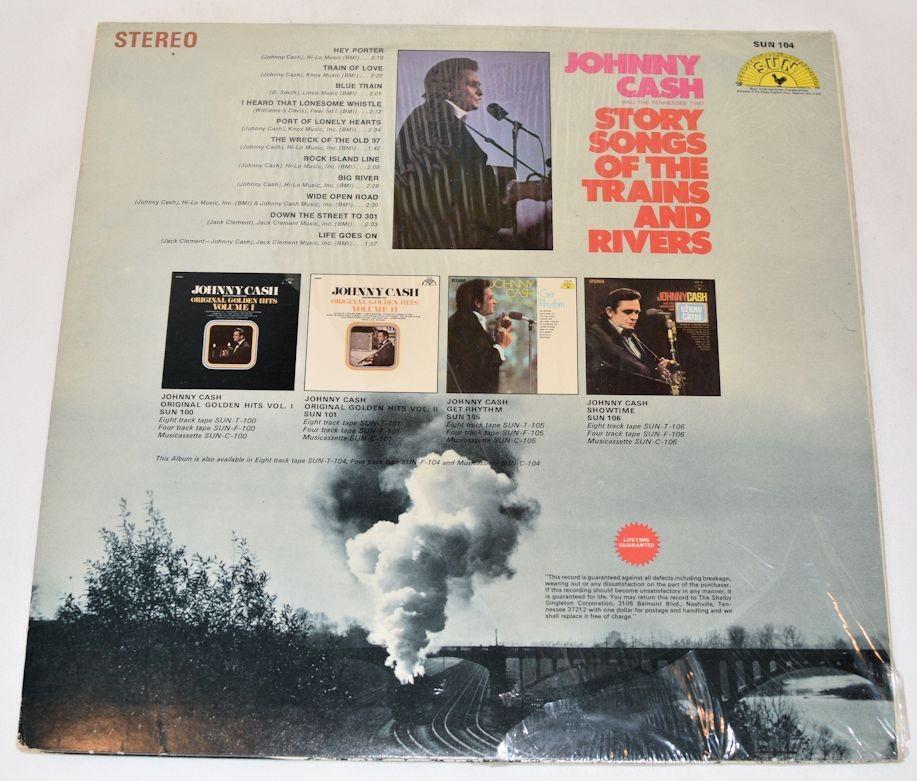 STEREO
HEY PORTER
(Johnny Cash), Hi-Lo Music (BMI) . . . 2:10
TRAIN OF LOVE
(Johnny Cash), Knox Music (BMI) . . . 2:20
BLUE TRAIN
(B. Smith), Linco Music (BMI) . . . 2:01
I HEARD THAT LONESOME WHISTLE
(Williams & Davis), Peer Int'l (BMI) . . . 2:12
PORT OF LONELY HEARTS
(Johnny Cash), Knox Music, Inc. (BMI) . . . 2:34
THE WRECK OF THE OLD 97
(Johnny Cash), Hi-Lo Music, Inc. (BMI) . . . 1:42
ROCK ISLAND LINE
(Johnny Cash), Hi-Lo Music, Inc. (BMI) . . . 2:08
BIG RIVER
(Johnny Cash), Hi-Lo Music, Inc. (BMI) . . . 2:28
WIDE OPEN ROAD
(Johnny Cash), Hi-Lo Music, Inc. (BMI) & Johnny Cash Music, Inc. (BMI) . . . 2:30
DOWN THE STREET TO 301
(Jack Clement), Jack Clement Music, Inc. (BMI) . . . 2:03
LIFE GOES ON
(Jack Clement—Johnny Cash), Jack Clement Music, Inc. (BMI) . . . 1:57
SUN 104
SUN
JOHNNY
CASH
AND THE TENNESSEE TWO
STORY
SONGS
OF THE
TRAINS
AND
RIVERS
JOHNNY CASH
ORIGINAL GOLDEN HITS
VOLUME I
JOHNNY CASH
ORIGINAL GOLDEN HITS
VOLUME II
STEREO
JOHNNY
CASH
Get
Rhythm
STEREO
JOHNNY CASH
show
time
JOHNNY CASH
ORIGINAL GOLDEN HITS VOL. I
SUN 100
Eight track tape SUN-T-100
Four track tape SUN-F-100
Musicassette SUN-C-100
JOHNNY CASH
ORIGINAL GOLDEN HITS VOL. II
SUN 101
Eight track tape SUN-T-101
Four track tape SUN-F-101
Musicassette SUN-C-101
JOHNNY CASH
GET RHYTHM
SUN 105
Eight track tape SUN-T-105
Four track tape SUN-F-105
Musicassette SUN-C-105
JOHNNY CASH
SHOWTIME
SUN 106
Eight track tape SUN-T-106
Four track tape SUN-F-106
Musicassette SUN-C-106
This Album is also available in Eight track tape SUN-T-104, Four track tape SUN-F-104 and Musicassette SUN-C-104
LIFETIME
GUARANTEE
"This record is guaranteed against all defects including breakage,
wearing out or any dissatisfaction on the part of the purchaser.
If this recording should become unsatisfactory in any manner, it
is guaranteed for life. You may return this record to The Shelby
Singleton Corporation, 3106 Belmont Blvd., Nashville, Ten-
nessee 37212 with one dollar for postage and handling and we
shall replace it free of charge."